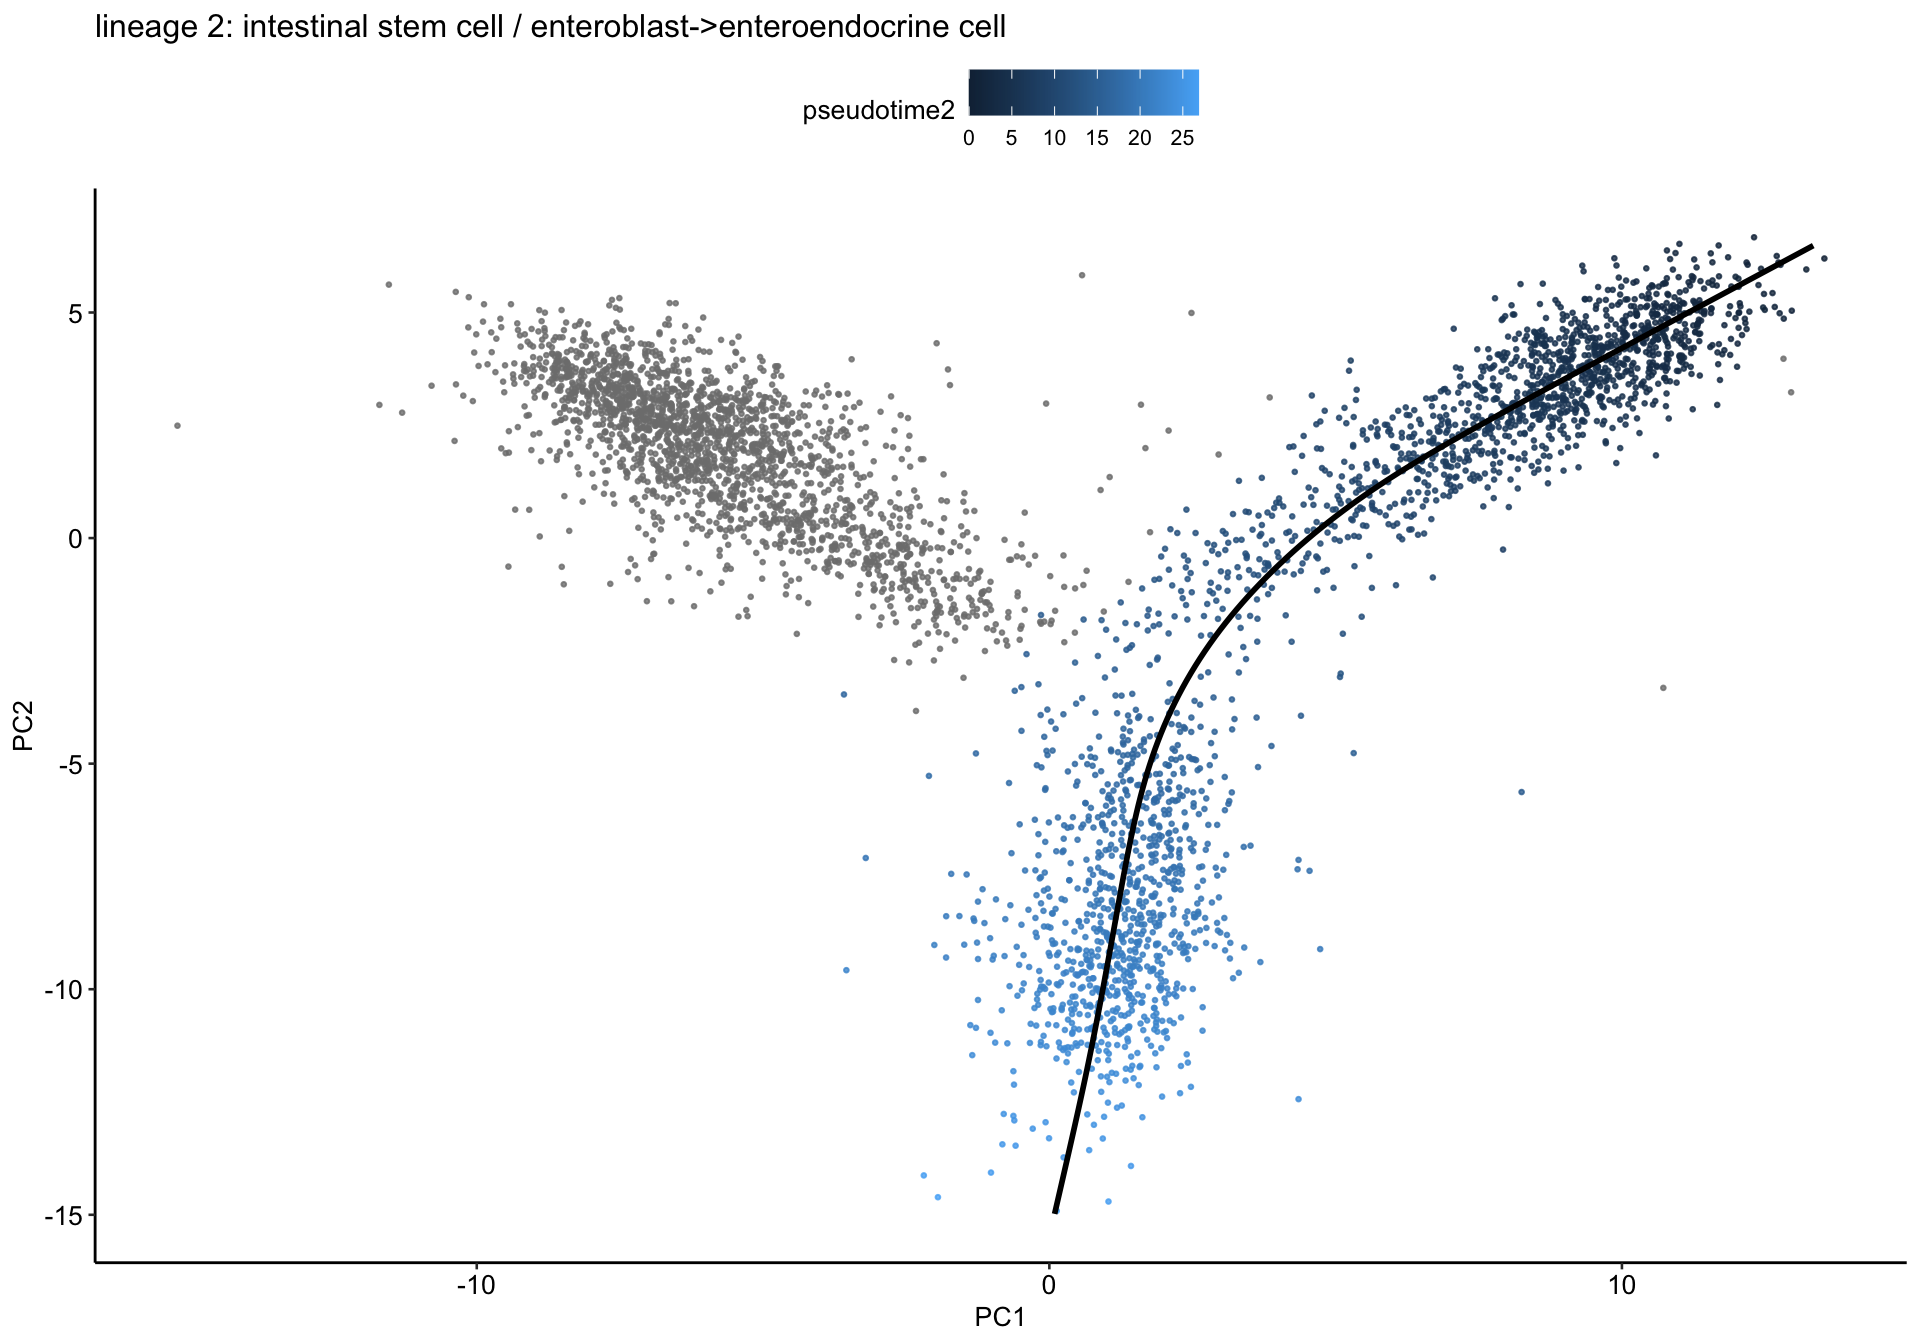 lineage 2: intestinal stem cell / enteroblast->enteroendocrine cell
pseudotime2
0 5 10 15 20 25
5
0
-5
-10
-15
PC2
-10 0 10
PC1